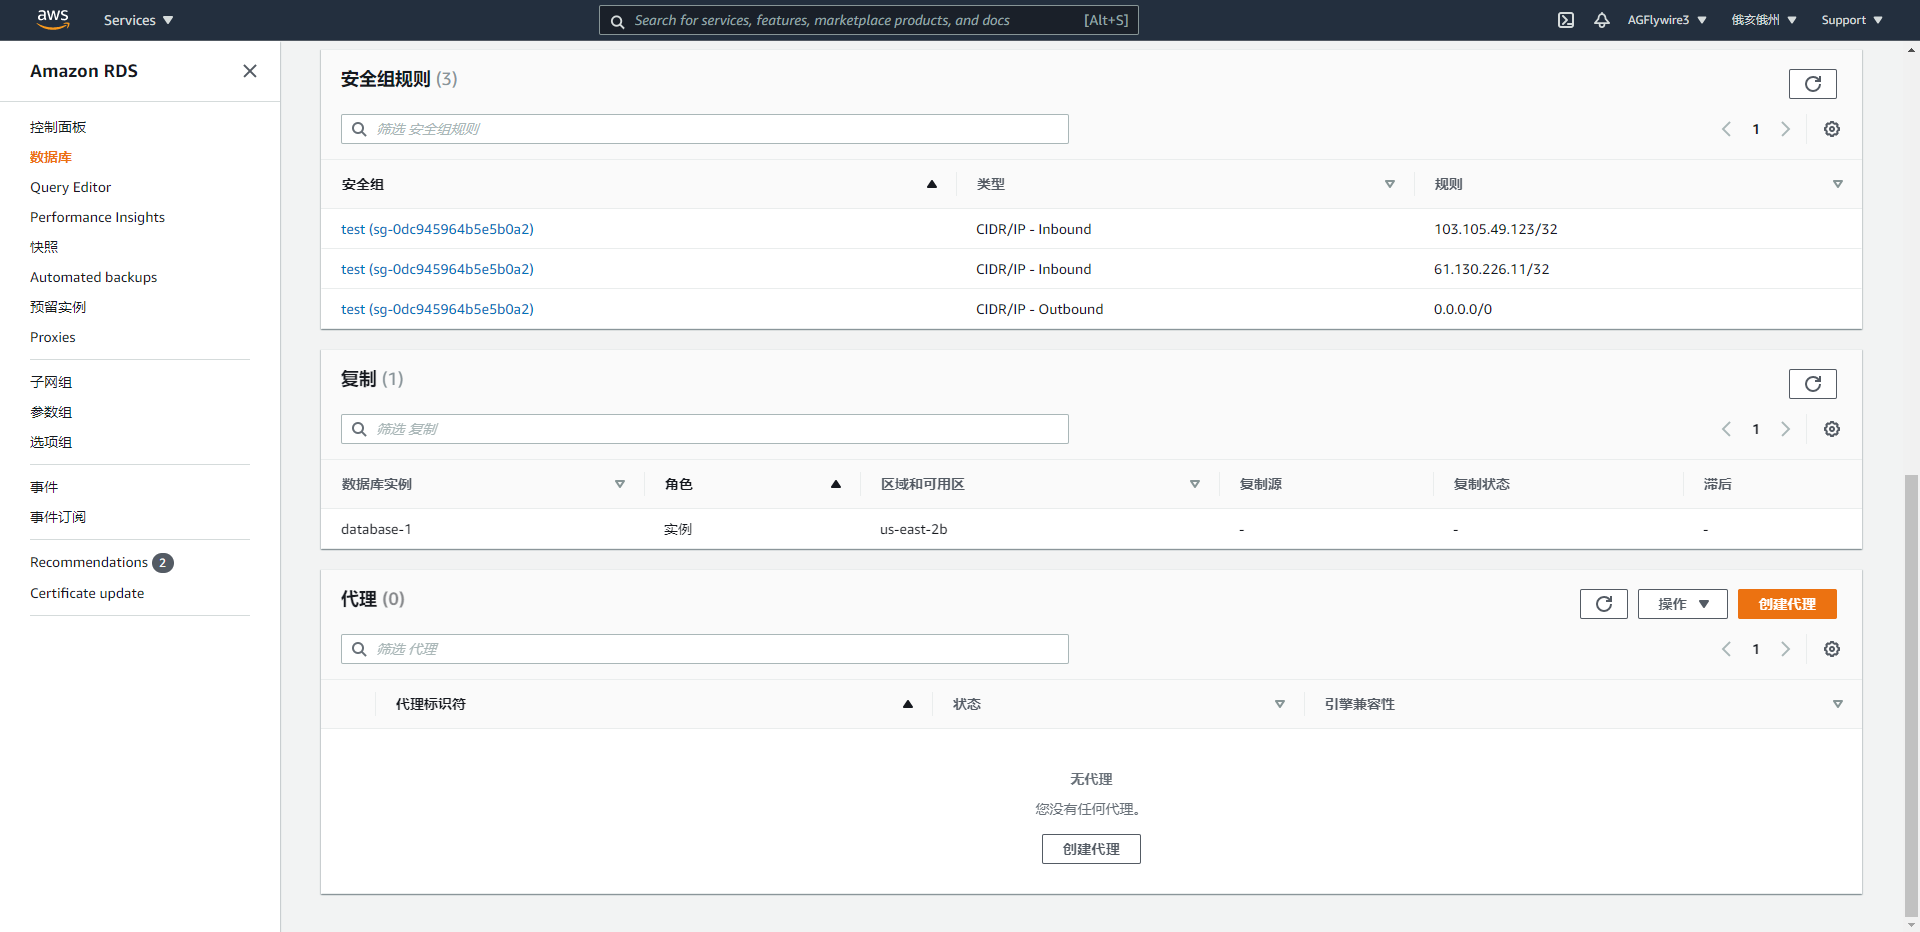 aws Services Search for services, features, marketplace products, and docs [Alt+S] AGFlywire3 俄亥俄州 Support
Amazon RDS
控制面板
数据库
Query Editor
Performance Insights
快照
Automated backups
预留实例
Proxies
子网组
参数组
选项组
事件
事件订阅
Recommendations 2
Certificate update
安全组规则 (3)
筛选 安全组规则
1
安全组 类型 规则
test (sg-0dc945964b5e5b0a2) CIDR/IP - Inbound 103.105.49.123/32
test (sg-0dc945964b5e5b0a2) CIDR/IP - Inbound 61.130.226.11/32
test (sg-0dc945964b5e5b0a2) CIDR/IP - Outbound 0.0.0.0/0
复制 (1)
筛选 复制
1
数据库实例 角色 区域和可用区 复制源 复制状态 滞后
database-1 实例 us-east-2b - - -
代理 (0)
操作 创建代理
筛选 代理
1
代理标识符 状态 引擎兼容性
无代理
您没有任何代理。
创建代理